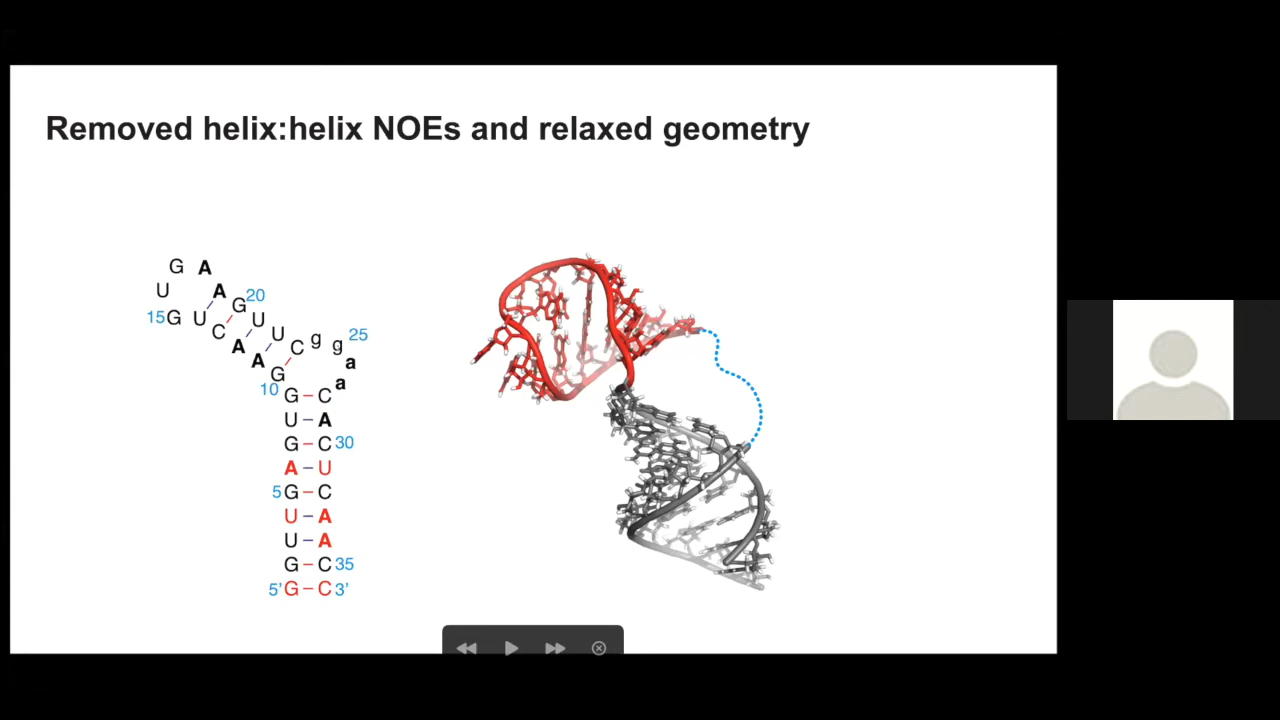 Removed helix:helix NOEs and relaxed geometry
G A
U A G 20
15 G U U
C U
A C g g 25
A a
G a
10 G – C
U – A
G – C 30
A – U
5 G – C
U – A
U – A
G – C 35
5' G – C 3'